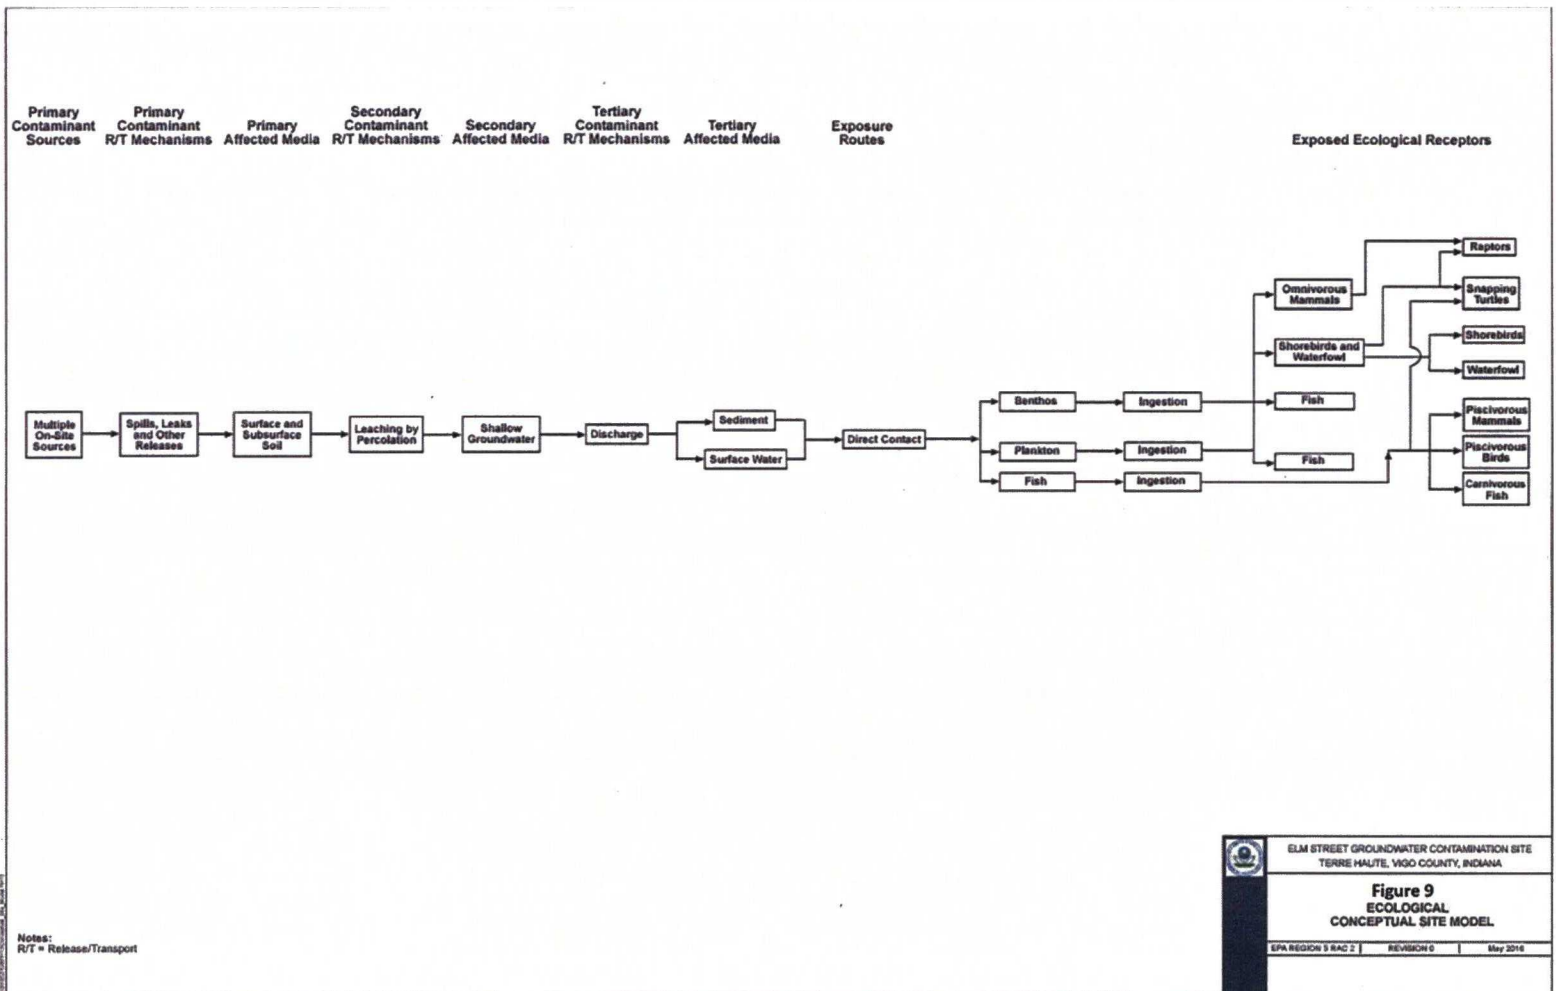 Primary
Contaminant
Sources
Primary
Contaminant
R/T Mechanisms
Primary
Affected Media
Secondary
Contaminant
R/T Mechanisms
Secondary
Affected Media
Tertiary
Contaminant
R/T Mechanisms
Tertiary
Affected Media
Exposure
Routes
Exposed Ecological Receptors
Multiple
On-Site
Sources
Spills, Leaks
and Other
Releases
Surface and
Subsurface
Soil
Leaching by
Percolation
Shallow
Groundwater
Discharge
Sediment
Surface Water
Direct Contact
Benthos
Plankton
Fish
Ingestion
Ingestion
Ingestion
Omnivorous
Mammals
Shorebirds and
Waterfowl
Fish
Fish
Raptors
Snapping
Turtles
Shorebirds
Waterfowl
Piscivorous
Mammals
Piscivorous
Birds
Carnivorous
Fish
Notes:
R/T = Release/Transport
ELM STREET GROUNDWATER CONTAMINATION SITE
TERRE HAUTE, VIGO COUNTY, INDIANA
Figure 9
ECOLOGICAL
CONCEPTUAL SITE MODEL
EPA REGION 5 RAC 2 | REVISION 0 | May 2016